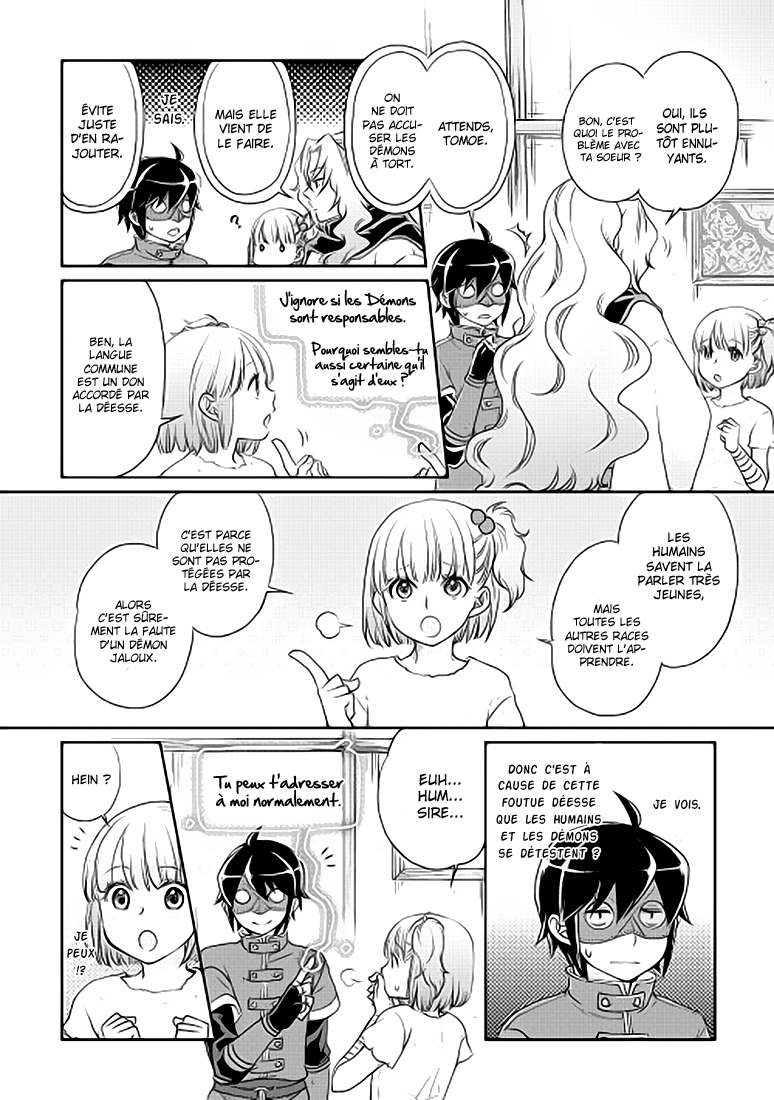 OUI, ILS
SONT PLU-
TÔT ENNU-
YANTS.
BON, C'EST
QUOI LE PRO-
BLÈME AVEC
TA SOEUR ?
ATTENDS,
TOMOE.
ON
NE DOIT
PAS ACCU-
SER LES
DÉMONS
À TORT.
MAIS ELLE
VIENT DE
LE FAIRE.
JE
SAIS.
ÉVITE
JUSTE
D'EN RA-
JOUTER.
?
J'ignore si les Démons
sont responsables.
Pourquoi sembles-tu
aussi certaine qu'il
s'agit d'eux ?
BEN, LA
LANGUE
COMMUNE
EST UN DON
ACCORDÉ PAR
LA DÉESSE.
LES
HUMAINS
SAVENT LA
PARLER TRÈS
JEUNES,
MAIS
TOUTES LES
AUTRES RACES
DOIVENT L'AP-
PRENDRE.
C'EST PARCE
QU'ELLES NE
SONT PAS PRO-
TÉGÉES PAR LA
DÉESSE.
ALORS
C'EST SÛRE-
MENT LA FAUTE
D'UN DÉMON
JALOUX.
JE VOIS.
DONC C'EST À
CAUSE DE CETTE
FOUTUE DÉESSE
QUE LES HUMAINS
ET LES DÉMONS
SE DÉTESTENT ?
EUH...
HUM...
SIRE...
Tu peux t'adresser
à moi normalement.
HEIN ?
JE
PEUX
!?